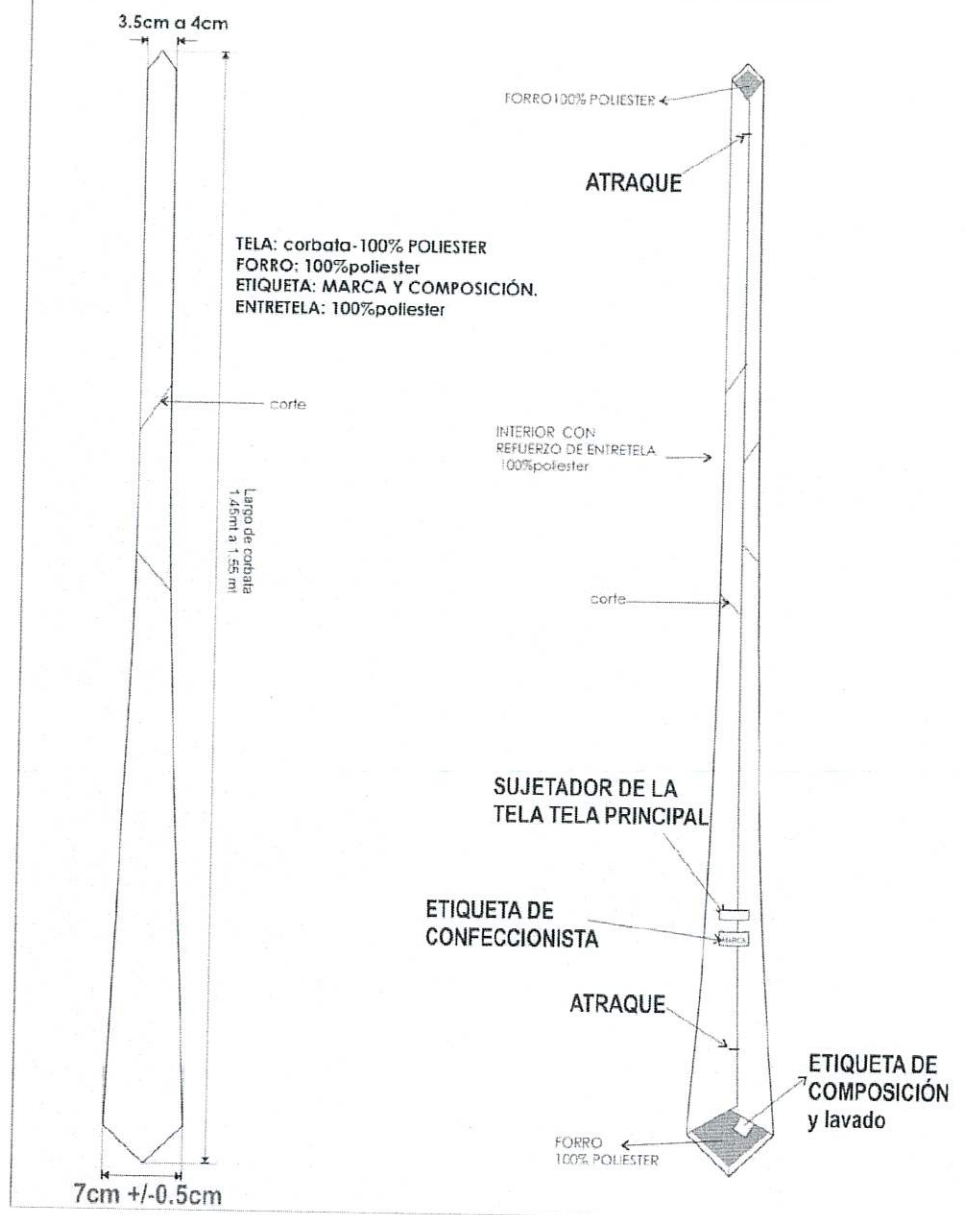 3.5cm a 4cm
FORRO 100% POLIESTER
ATRAQUE
TELA: corbata-100% POLIESTER
FORRO: 100%poliester
ETIQUETA: MARCA Y COMPOSICIÓN.
ENTRETELA: 100%poliester
corte
INTERIOR CON
REFUERZO DE ENTRETELA
100%poliester
Largo de corbata
1.45mt a 1.55 mt
corte
SUJETADOR DE LA
TELA TELA PRINCIPAL
ETIQUETA DE
CONFECCIONISTA
MARCA
ATRAQUE
ETIQUETA DE
COMPOSICIÓN
y lavado
FORRO
100% POLIESTER
7cm +/-0.5cm